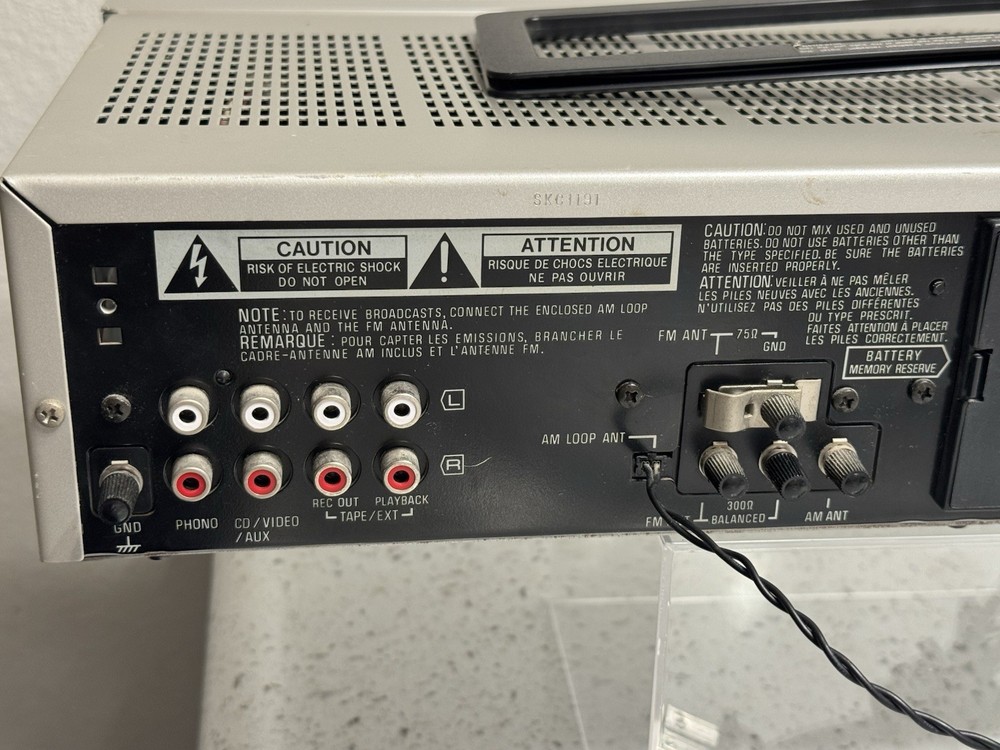 SKC1191
CAUTION
RISK OF ELECTRIC SHOCK
DO NOT OPEN
ATTENTION
RISQUE DE CHOCS ELECTRIQUE
NE PAS OUVRIR
CAUTION: DO NOT MIX USED AND UNUSED
BATTERIES. DO NOT USE BATTERIES OTHER THAN
THE TYPE SPECIFIED. BE SURE THE BATTERIES
ARE INSERTED PROPERLY.
ATTENTION: VEILLER À NE PAS MÊLER
LES PILES NEUVES AVEC LES ANCIENNES.
N'UTILISEZ PAS DES PILES DIFFÉRENTES
DU TYPE PRESCRIT.
FAITES ATTENTION À PLACER
LES PILES CORRECTEMENT.
NOTE: TO RECEIVE BROADCASTS, CONNECT THE ENCLOSED AM LOOP
ANTENNA AND THE FM ANTENNA.
REMARQUE: POUR CAPTER LES EMISSIONS, BRANCHER LE
CADRE-ANTENNE AM INCLUS ET L'ANTENNE FM.
FM ANT
75Ω
GND
BATTERY
MEMORY RESERVE
L
AM LOOP ANT
R
GND
PHONO
CD/VIDEO
/AUX
REC OUT
PLAYBACK
TAPE/EXT
300Ω
FM
BALANCED
AM ANT